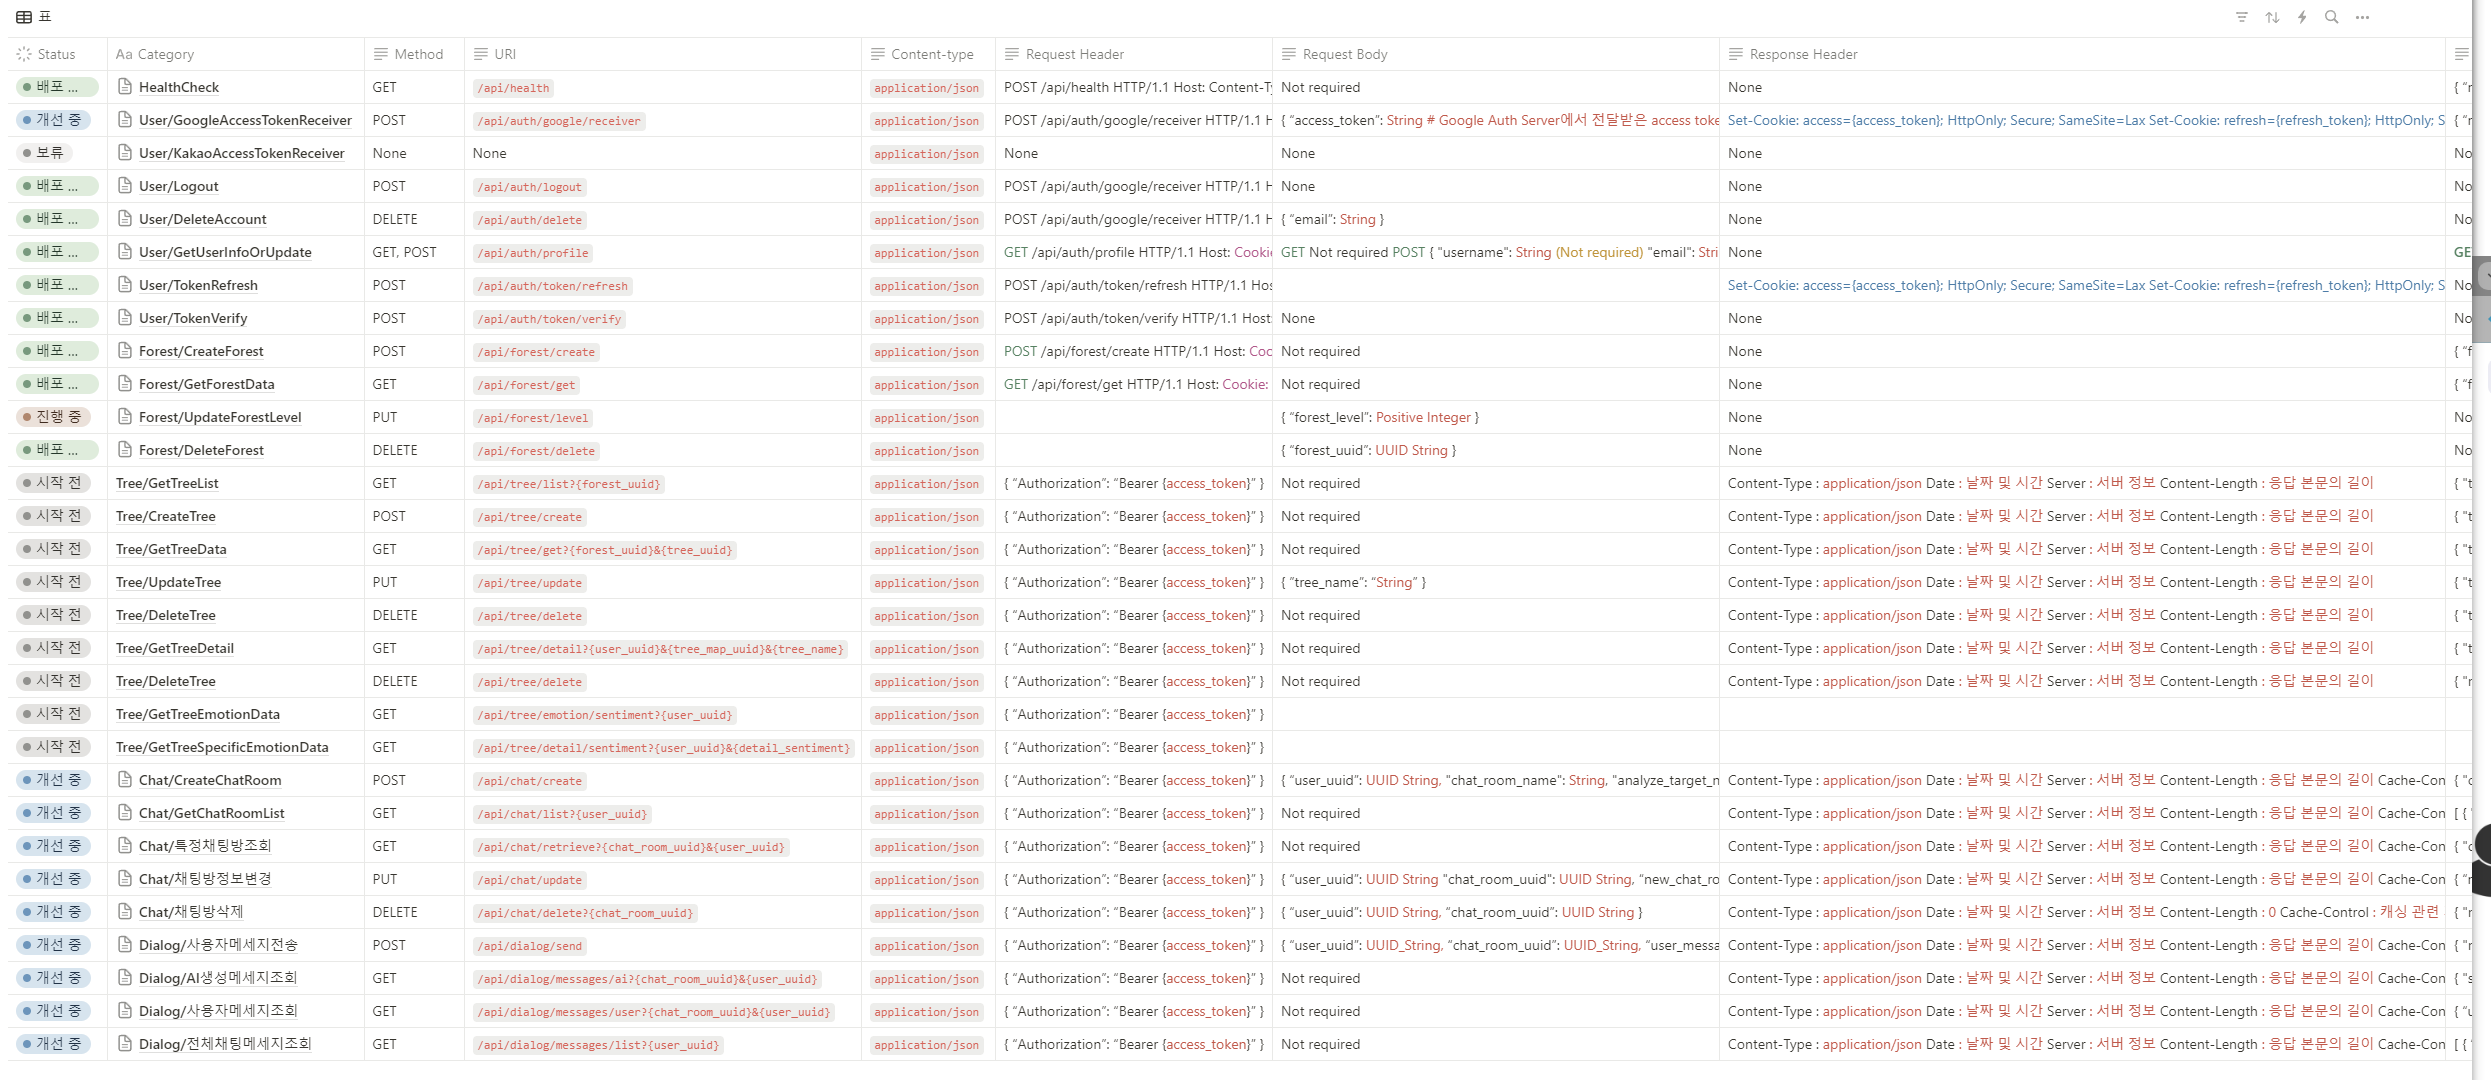 표
Status Category Method URI Content-type Request Header Request Body Response Header
배포 ... HealthCheck GET /api/health application/json POST /api/health HTTP/1.1 Host: Content-Ty Not required None { "r
개선 중 User/GoogleAccessTokenReceiver POST /api/auth/google/receiver application/json POST /api/auth/google/receiver HTTP/1.1 H { “access_token”: String # Google Auth Server에서 전달받은 access toke Set-Cookie: access={access_token}; HttpOnly; Secure; SameSite=Lax Set-Cookie: refresh={refresh_token}; HttpOnly; S { “r
보류 User/KakaoAccessTokenReceiver None None application/json None None None No
배포 ... User/Logout POST /api/auth/logout application/json POST /api/auth/google/receiver HTTP/1.1 H None None No
배포 ... User/DeleteAccount DELETE /api/auth/delete application/json POST /api/auth/google/receiver HTTP/1.1 H { “email”: String } None No
배포 ... User/GetUserInfoOrUpdate GET, POST /api/auth/profile application/json GET /api/auth/profile HTTP/1.1 Host: Cookie GET Not required POST { "username": String (Not required) "email": Stri None GE
배포 ... User/TokenRefresh POST /api/auth/token/refresh application/json POST /api/auth/token/refresh HTTP/1.1 Hos Set-Cookie: access={access_token}; HttpOnly; Secure; SameSite=Lax Set-Cookie: refresh={refresh_token}; HttpOnly; S No
배포 ... User/TokenVerify POST /api/auth/token/verify application/json POST /api/auth/token/verify HTTP/1.1 Host: None None No
배포 ... Forest/CreateForest POST /api/forest/create application/json POST /api/forest/create HTTP/1.1 Host: Coo Not required None { “f
배포 ... Forest/GetForestData GET /api/forest/get application/json GET /api/forest/get HTTP/1.1 Host: Cookie: Not required None { “f
진행 중 Forest/UpdateForestLevel PUT /api/forest/level application/json { “forest_level”: Positive Integer } None No
배포 ... Forest/DeleteForest DELETE /api/forest/delete application/json { “forest_uuid”: UUID String } None No
시작 전 Tree/GetTreeList GET /api/tree/list?{forest_uuid} application/json { “Authorization”: “Bearer {access_token}” } Not required Content-Type : application/json Date : 날짜 및 시간 Server : 서버 정보 Content-Length : 응답 본문의 길이 { "t
시작 전 Tree/CreateTree POST /api/tree/create application/json { “Authorization”: “Bearer {access_token}” } Not required Content-Type : application/json Date : 날짜 및 시간 Server : 서버 정보 Content-Length : 응답 본문의 길이 { "t
시작 전 Tree/GetTreeData GET /api/tree/get?{forest_uuid}&{tree_uuid} application/json { “Authorization”: “Bearer {access_token}” } Not required Content-Type : application/json Date : 날짜 및 시간 Server : 서버 정보 Content-Length : 응답 본문의 길이 { "t
시작 전 Tree/UpdateTree PUT /api/tree/update application/json { “Authorization”: “Bearer {access_token}” } { “tree_name”: “String” } Content-Type : application/json Date : 날짜 및 시간 Server : 서버 정보 Content-Length : 응답 본문의 길이 { "t
시작 전 Tree/DeleteTree DELETE /api/tree/delete application/json { “Authorization”: “Bearer {access_token}” } Not required Content-Type : application/json Date : 날짜 및 시간 Server : 서버 정보 Content-Length : 응답 본문의 길이 { "t
시작 전 Tree/GetTreeDetail GET /api/tree/detail?{user_uuid}&{tree_map_uuid}&{tree_name} application/json { “Authorization”: “Bearer {access_token}” } Not required Content-Type : application/json Date : 날짜 및 시간 Server : 서버 정보 Content-Length : 응답 본문의 길이 { "t
시작 전 Tree/DeleteTree DELETE /api/tree/delete application/json { “Authorization”: “Bearer {access_token}” } Not required Content-Type : application/json Date : 날짜 및 시간 Server : 서버 정보 Content-Length : 응답 본문의 길이 { "r
시작 전 Tree/GetTreeEmotionData GET /api/tree/emotion/sentiment?{user_uuid} application/json { “Authorization”: “Bearer {access_token}” }
시작 전 Tree/GetTreeSpecificEmotionData GET /api/tree/detail/sentiment?{user_uuid}&{detail_sentiment} application/json { “Authorization”: “Bearer {access_token}” }
개선 중 Chat/CreateChatRoom POST /api/chat/create application/json { “Authorization”: “Bearer {access_token}” } { “user_uuid”: UUID String, "chat_room_name": String, "analyze_target_n Content-Type : application/json Date : 날짜 및 시간 Server : 서버 정보 Content-Length : 응답 본문의 길이 Cache-Con { "c
개선 중 Chat/GetChatRoomList GET /api/chat/list?{user_uuid} application/json { “Authorization”: “Bearer {access_token}” } Not required Content-Type : application/json Date : 날짜 및 시간 Server : 서버 정보 Content-Length : 응답 본문의 길이 Cache-Con [ { "
개선 중 Chat/특정채팅방조회 GET /api/chat/retrieve?{chat_room_uuid}&{user_uuid} application/json { “Authorization”: “Bearer {access_token}” } Not required Content-Type : application/json Date : 날짜 및 시간 Server : 서버 정보 Content-Length : 응답 본문의 길이 Cache-Con { "c
개선 중 Chat/채팅방정보변경 PUT /api/chat/update application/json { “Authorization”: “Bearer {access_token}” } { “user_uuid”: UUID String "chat_room_uuid": UUID String, “new_chat_ro Content-Type : application/json Date : 날짜 및 시간 Server : 서버 정보 Content-Length : 응답 본문의 길이 Cache-Con { "r
개선 중 Chat/채팅방삭제 DELETE /api/chat/delete?{chat_room_uuid} application/json { “Authorization”: “Bearer {access_token}” } { “user_uuid”: UUID String, “chat_room_uuid”: UUID String } Content-Type : application/json Date : 날짜 및 시간 Server : 서버 정보 Content-Length : 0 Cache-Control : 캐싱 관련 { "r
개선 중 Dialog/사용자메세지전송 POST /api/dialog/send application/json { “Authorization”: “Bearer {access_token}” } { “user_uuid”: UUID_String, “chat_room_uuid”: UUID_String, “user_messa Content-Type : application/json Date : 날짜 및 시간 Server : 서버 정보 Content-Length : 응답 본문의 길이 Cache-Con { "r
개선 중 Dialog/AI생성메세지조회 GET /api/dialog/messages/ai?{chat_room_uuid}&{user_uuid} application/json { “Authorization”: “Bearer {access_token}” } Not required Content-Type : application/json Date : 날짜 및 시간 Server : 서버 정보 Content-Length : 응답 본문의 길이 Cache-Con { "s
개선 중 Dialog/사용자메세지조회 GET /api/dialog/messages/user?{chat_room_uuid}&{user_uuid} application/json { “Authorization”: “Bearer {access_token}” } Not required Content-Type : application/json Date : 날짜 및 시간 Server : 서버 정보 Content-Length : 응답 본문의 길이 Cache-Con { “u
개선 중 Dialog/전체채팅메세지조회 GET /api/dialog/messages/list?{user_uuid} application/json { “Authorization”: “Bearer {access_token}” } Not required Content-Type : application/json Date : 날짜 및 시간 Server : 서버 정보 Content-Length : 응답 본문의 길이 Cache-Con [ { "